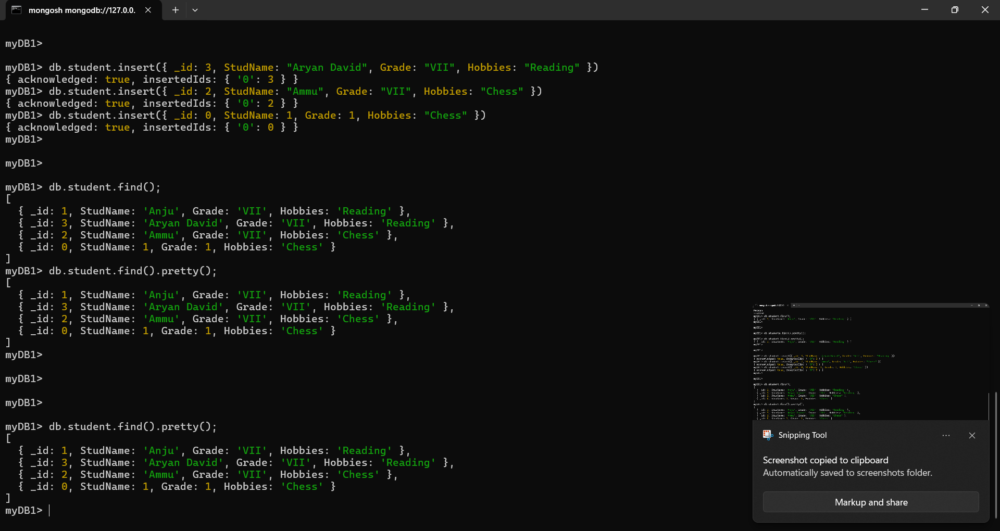 mongosh mongodb://127.0.0.
myDB1>
myDB1> db.student.insert({ _id: 3, StudName: "Aryan David", Grade: "VII", Hobbies: "Reading" })
{ acknowledged: true, insertedIds: { '0': 3 } }
myDB1> db.student.insert({ _id: 2, StudName: "Ammu", Grade: "VII", Hobbies: "Chess" })
{ acknowledged: true, insertedIds: { '0': 2 } }
myDB1> db.student.insert({ _id: 0, StudName: 1, Grade: 1, Hobbies: "Chess" })
{ acknowledged: true, insertedIds: { '0': 0 } }
myDB1>
myDB1>
myDB1> db.student.find();
[
  { _id: 1, StudName: 'Anju', Grade: 'VII', Hobbies: 'Reading' },
  { _id: 3, StudName: 'Aryan David', Grade: 'VII', Hobbies: 'Reading' },
  { _id: 2, StudName: 'Ammu', Grade: 'VII', Hobbies: 'Chess' },
  { _id: 0, StudName: 1, Grade: 1, Hobbies: 'Chess' }
]
myDB1> db.student.find().pretty();
[
  { _id: 1, StudName: 'Anju', Grade: 'VII', Hobbies: 'Reading' },
  { _id: 3, StudName: 'Aryan David', Grade: 'VII', Hobbies: 'Reading' },
  { _id: 2, StudName: 'Ammu', Grade: 'VII', Hobbies: 'Chess' },
  { _id: 0, StudName: 1, Grade: 1, Hobbies: 'Chess' }
]
myDB1>
myDB1>
myDB1>
myDB1> db.student.find().pretty();
[
  { _id: 1, StudName: 'Anju', Grade: 'VII', Hobbies: 'Reading' },
  { _id: 3, StudName: 'Aryan David', Grade: 'VII', Hobbies: 'Reading' },
  { _id: 2, StudName: 'Ammu', Grade: 'VII', Hobbies: 'Chess' },
  { _id: 0, StudName: 1, Grade: 1, Hobbies: 'Chess' }
]
myDB1>
Snipping Tool
Screenshot copied to clipboard
Automatically saved to screenshots folder.
Markup and share